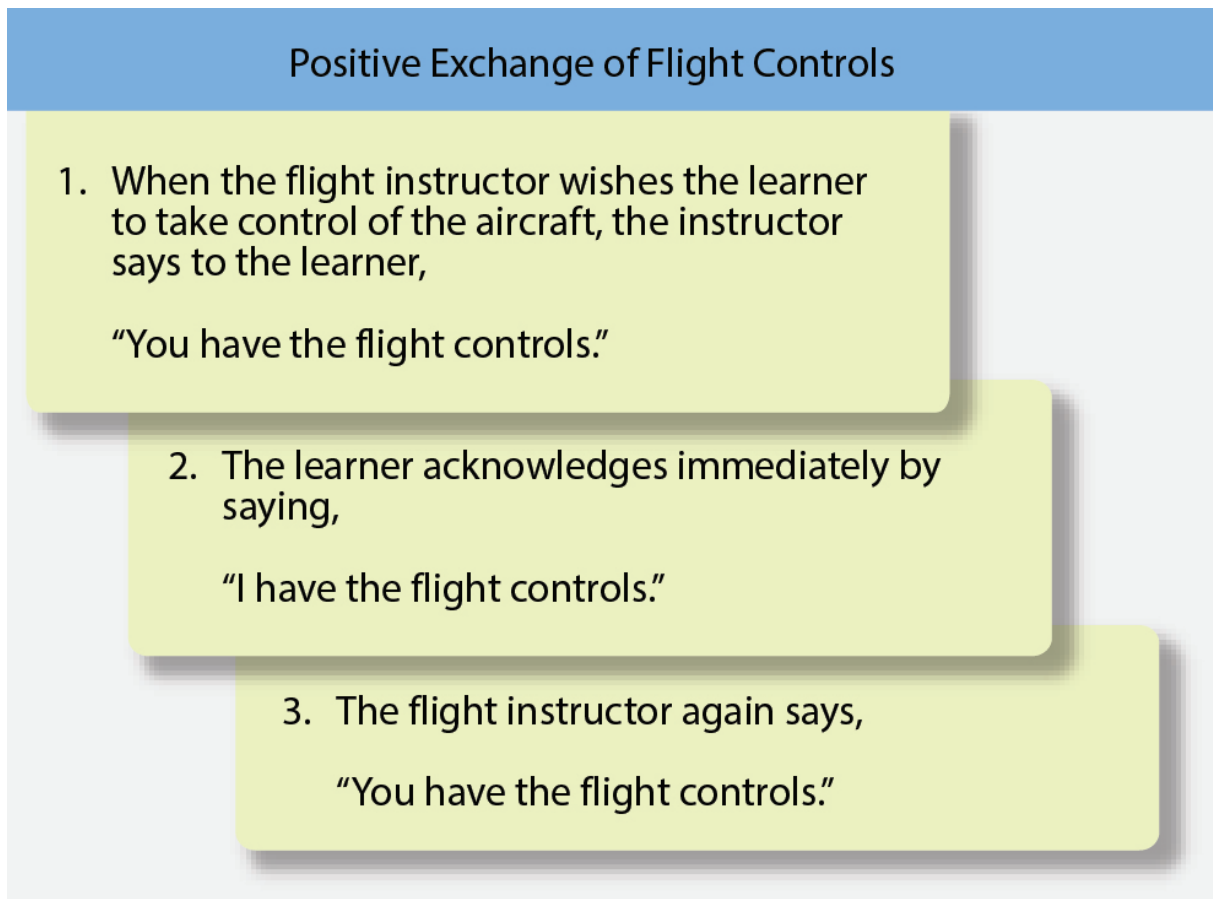 Positive Exchange of Flight Controls
1. When the flight instructor wishes the learner
to take control of the aircraft, the instructor
says to the learner,
“You have the flight controls.”
2. The learner acknowledges immediately by
saying,
“I have the flight controls.”
3. The flight instructor again says,
“You have the flight controls.”